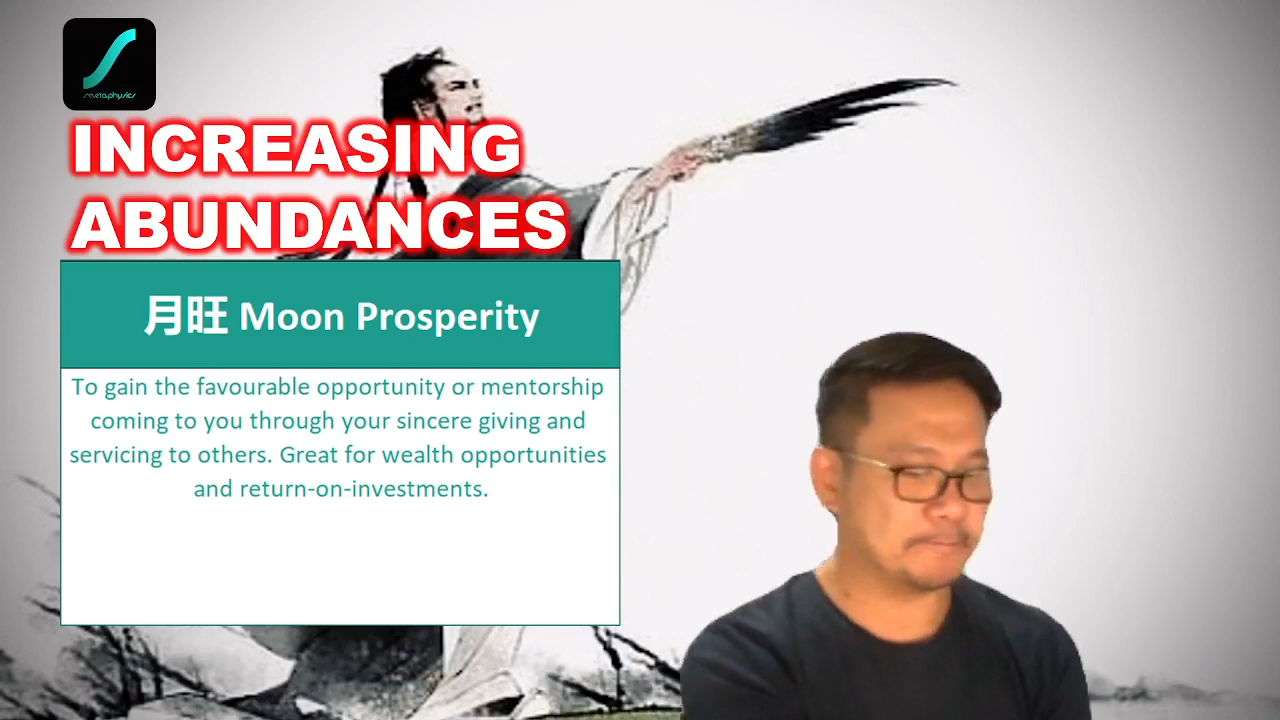 metaphysics
INCREASING
ABUNDANCES
月旺 Moon Prosperity
To gain the favourable opportunity or mentorship
coming to you through your sincere giving and
servicing to others. Great for wealth opportunities
and return-on-investments.